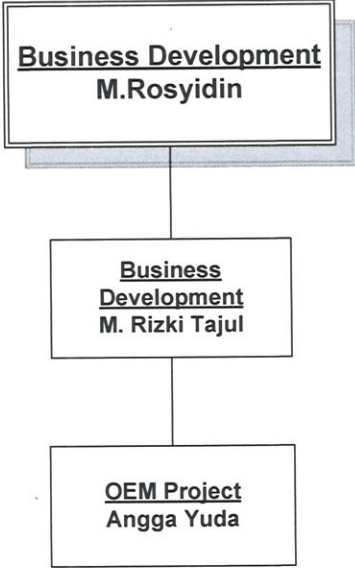 Business Development
M.Rosyidin
Business
Development
M. Rizki Tajul
OEM Project
Angga Yuda